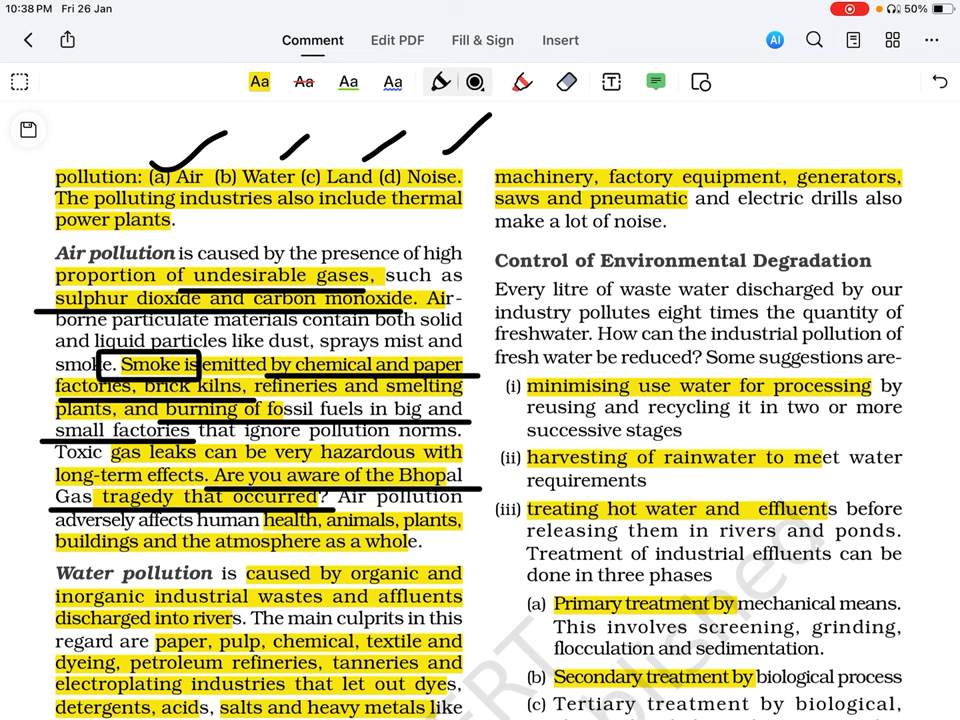 10:38 PM Fri 26 Jan
50%
Comment Edit PDF Fill & Sign Insert
AI
Aa Aa Aa Aa T
pollution: (a) Air (b) Water (c) Land (d) Noise.
The polluting industries also include thermal
power plants.
Air pollution is caused by the presence of high
proportion of undesirable gases, such as
sulphur dioxide and carbon monoxide. Air-
borne particulate materials contain both solid
and liquid particles like dust, sprays mist and
smoke. Smoke is emitted by chemical and paper
factories, brick kilns, refineries and smelting
plants, and burning of fossil fuels in big and
small factories that ignore pollution norms.
Toxic gas leaks can be very hazardous with
long-term effects. Are you aware of the Bhopal
Gas tragedy that occurred? Air pollution
adversely affects human health, animals, plants,
buildings and the atmosphere as a whole.
Water pollution is caused by organic and
inorganic industrial wastes and affluents
discharged into rivers. The main culprits in this
regard are paper, pulp, chemical, textile and
dyeing, petroleum refineries, tanneries and
electroplating industries that let out dyes,
detergents, acids, salts and heavy metals like
machinery, factory equipment, generators,
saws and pneumatic and electric drills also
make a lot of noise.
Control of Environmental Degradation
Every litre of waste water discharged by our
industry pollutes eight times the quantity of
freshwater. How can the industrial pollution of
fresh water be reduced? Some suggestions are-
(i) minimising use water for processing by
reusing and recycling it in two or more
successive stages
(ii) harvesting of rainwater to meet water
requirements
(iii) treating hot water and effluents before
releasing them in rivers and ponds.
Treatment of industrial effluents can be
done in three phases
(a) Primary treatment by mechanical means.
This involves screening, grinding,
flocculation and sedimentation.
(b) Secondary treatment by biological process
(c) Tertiary treatment by biological,